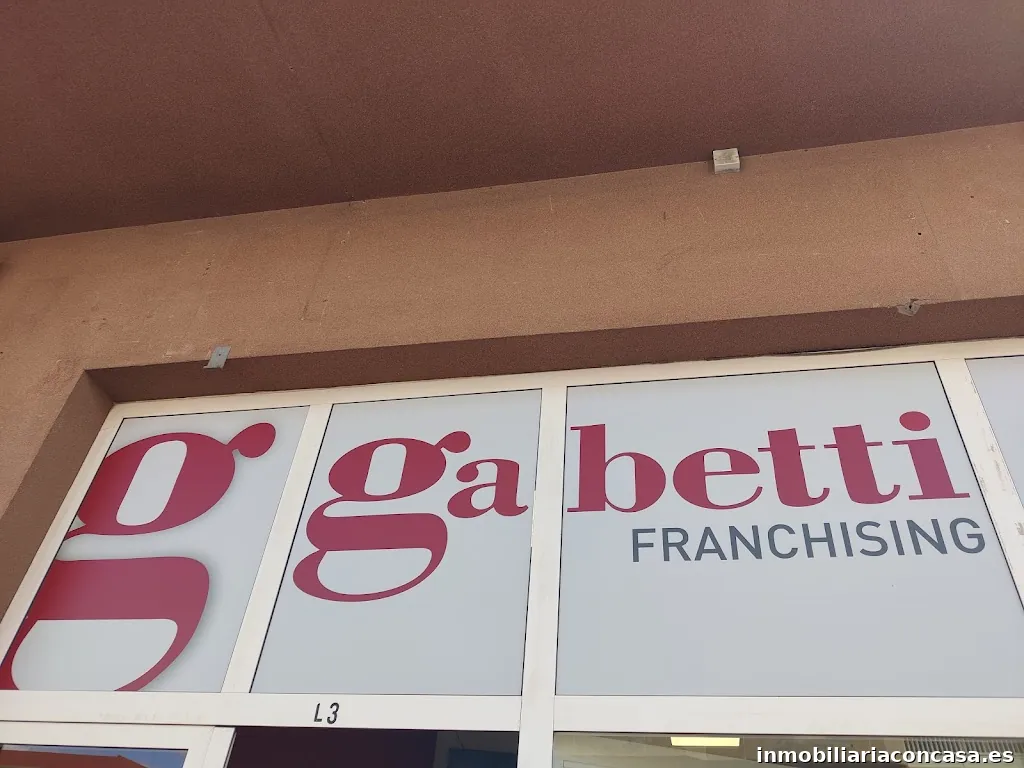 g gabetti
FRANCHISING
L3
inmobiliariaconcasa.es